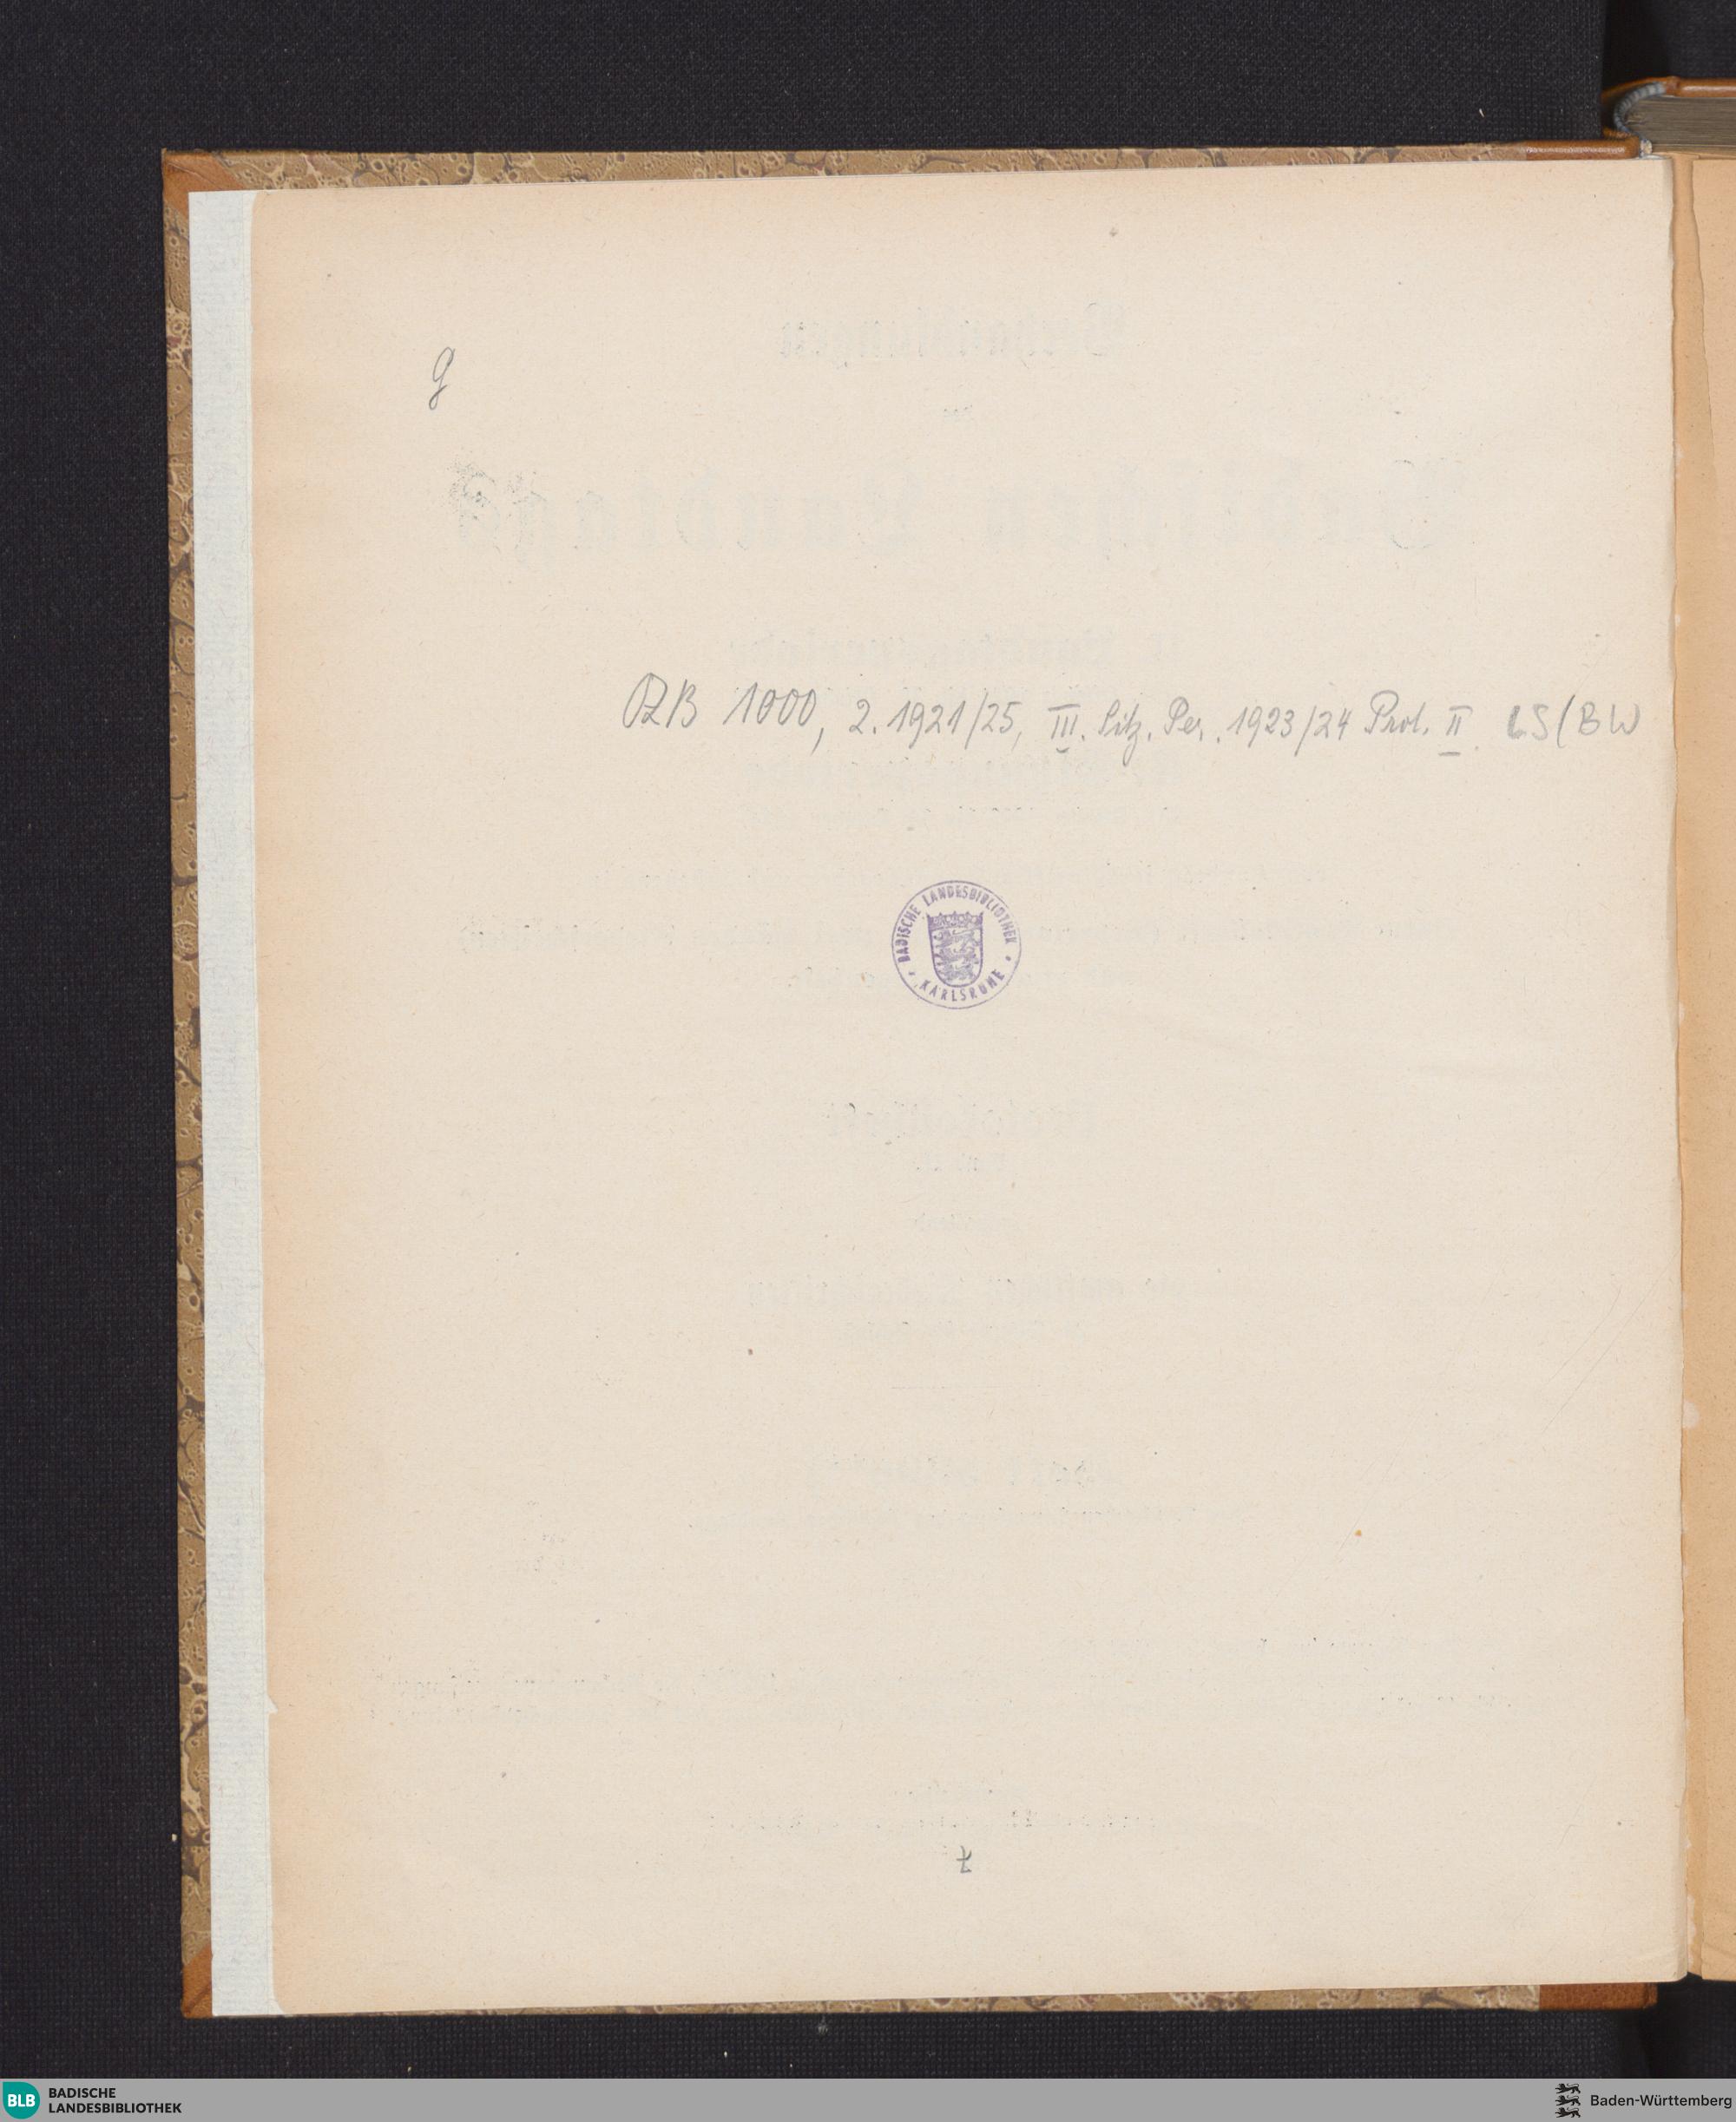 g
OZB 1000, 2. 1921/25, III. Sitz. Per. 1923/24 Prot. II. LS (BW
BADISCHE LANDESBIBLIOTHEK
KARLSRUHE
7
BLB BADISCHE
LANDESBIBLIOTHEK
Baden-Württemberg